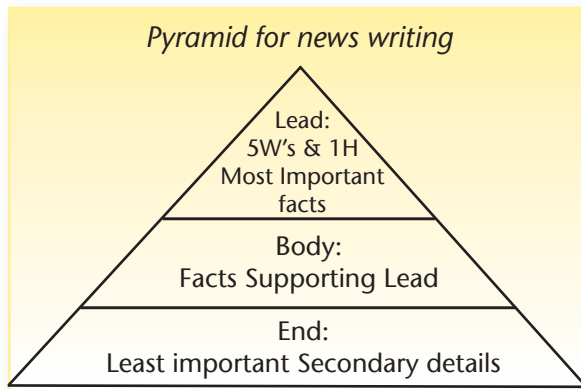 Pyramid for news writing
Lead:
5W's & 1H
Most Important
facts
Body:
Facts Supporting Lead
End:
Least important Secondary details